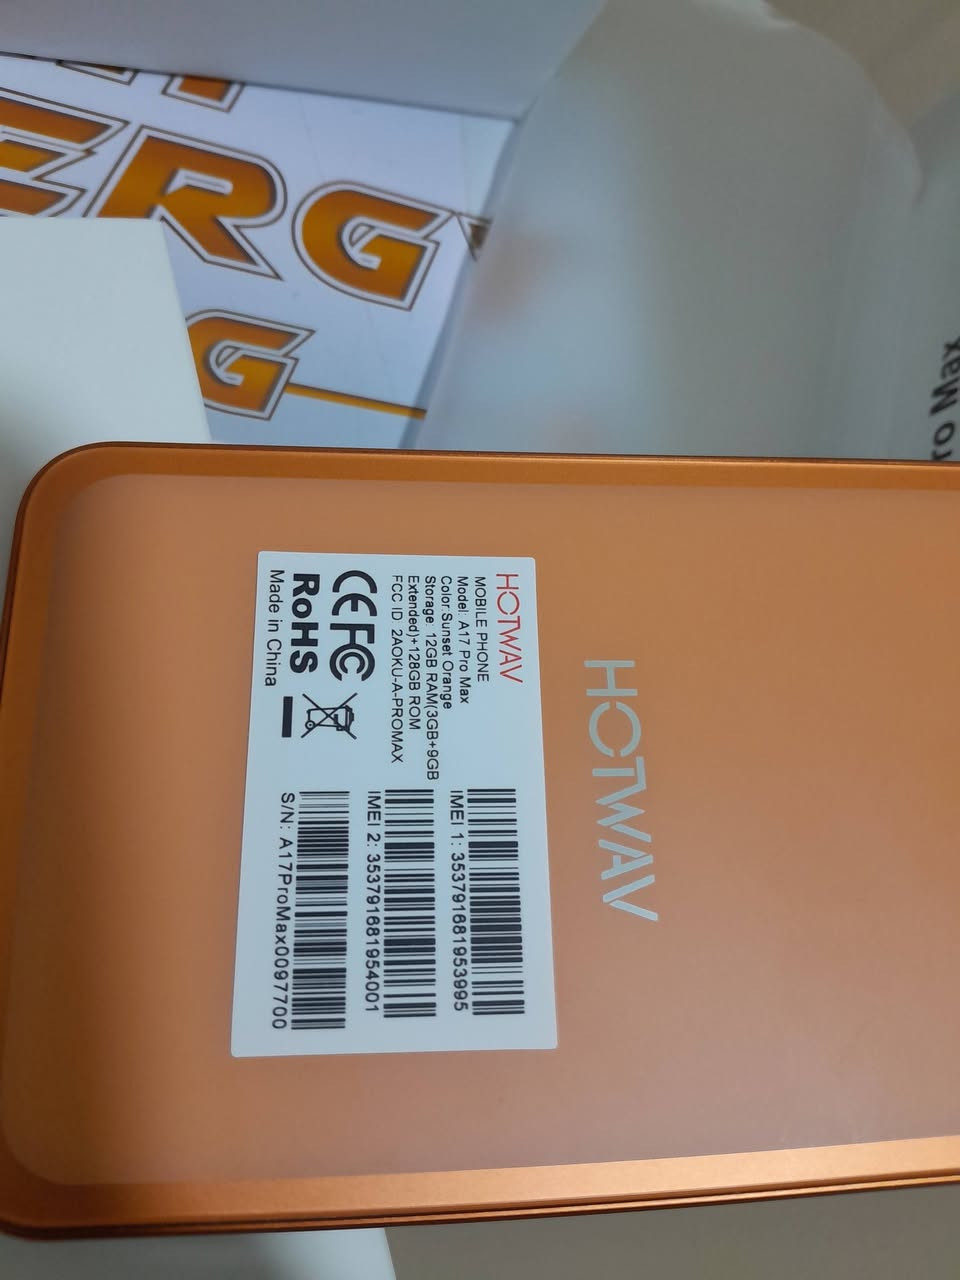 ERGY
G
ro Max
HOTWAV
HOTWAV
MOBILE PHONE
Model: A17 Pro Max
Color:Sunset Orange
Storage: 12GB RAM(3GB+9GB
Extended)+128GB ROM
FCC ID: 2AOKU-A-PROMAX
CE FC
RoHS
Made in China
IMEI 1: 353791681953995
IMEI 2: 353791681954001
S/N: A17ProMax0097700